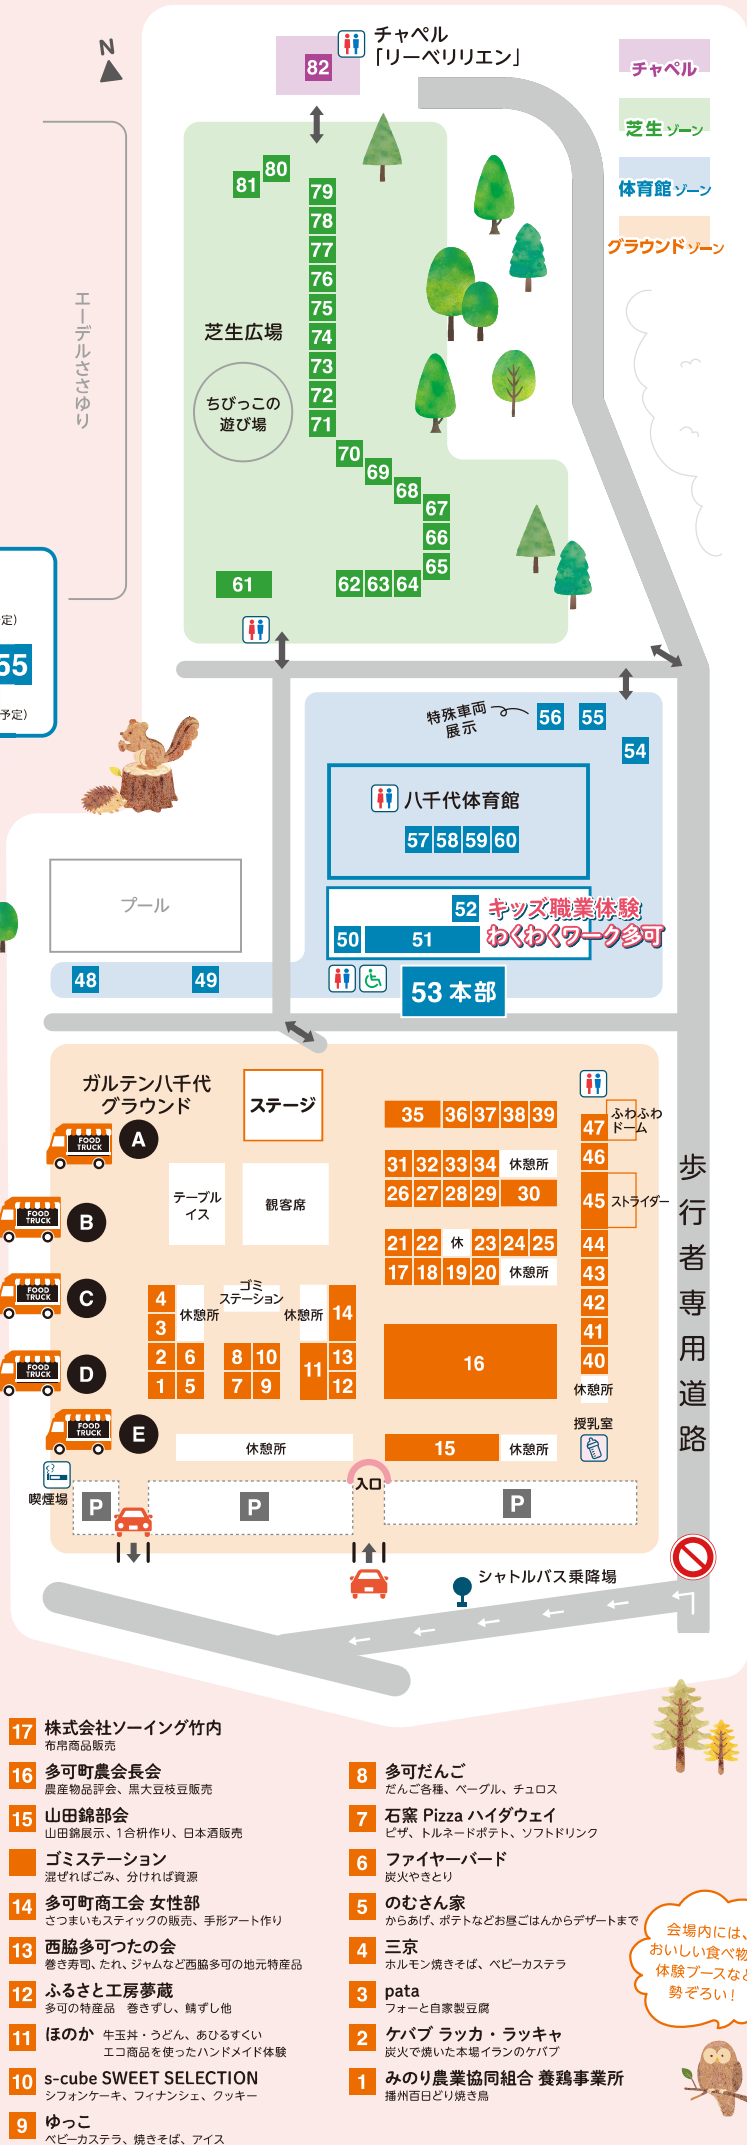 N
チャペル
「リーベリリエン」
82
チャペル
芝生ゾーン
体育館ゾーン
グラウンドゾーン
エーデルささゆり
80
81
79
78
77
76
75
74
73
72
71
70
69
68
67
66
65
62 63 64
61
芝生広場
ちびっこの
遊び場
定)
55
予定)
特殊車両
展示
56
55
54
八千代体育館
57 58 59 60
プール
52
キッズ職業体験
わくわくワーク多可
50
51
48
49
53 本部
ガルテン八千代
グラウンド
ステージ
テーブル
イス
観客席
FOOD
TRUCK
A
FOOD
TRUCK
B
FOOD
TRUCK
C
FOOD
TRUCK
D
FOOD
TRUCK
E
35 36 37 38 39
31 32 33 34 休憩所
26 27 28 29 30
21 22 休 23 24 25
17 18 19 20 休憩所
47
ふわふわ
ドーム
46
45
ストライダー
44
43
42
41
40
休憩所
授乳室
ゴミ
ステーション
4
休憩所
休憩所
14
3
2 6
8 10
11
13
1 5
7 9
12
16
休憩所
15
休憩所
入口
喫煙場
P
P
P
歩行者専用道路
シャトルバス乗降場
17 株式会社ソーイング竹内
布帛商品販売
16 多可町農会長会
農産物品評会、黒大豆枝豆販売
15 山田錦部会
山田錦展示、1合枡作り、日本酒販売
ゴミステーション
混ぜればごみ、分ければ資源
14 多可町商工会 女性部
さつまいもスティックの販売、手形アート作り
13 西脇多可つたの会
巻き寿司、たれ、ジャムなど西脇多可の地元特産品
12 ふるさと工房夢蔵
多可の特産品 巻きずし、鯖ずし他
11 ほのか 牛玉丼・うどん、あひるすくい
エコ商品を使ったハンドメイド体験
10 s-cube SWEET SELECTION
シフォンケーキ、フィナンシェ、クッキー
9 ゆっこ
ベビーカステラ、焼きそば、アイス
8 多可だんご
だんご各種、ベーグル、チュロス
7 石窯 Pizza ハイダウェイ
ピザ、トルネードポテト、ソフトドリンク
6 ファイヤーバード
炭火やきとり
5 のむさん家
からあげ、ポテトなどお昼ごはんからデザートまで
4 三京
ホルモン焼きそば、ベビーカステラ
3 pata
フォーと自家製豆腐
2 ケバブ ラッカ・ラッキャ
炭火で焼いた本場イランのケバブ
1 みのり農業協同組合 養鶏事業所
播州百日どり焼き鳥
会場内には、
おいしい食べ物
体験ブースなど
勢ぞろい！